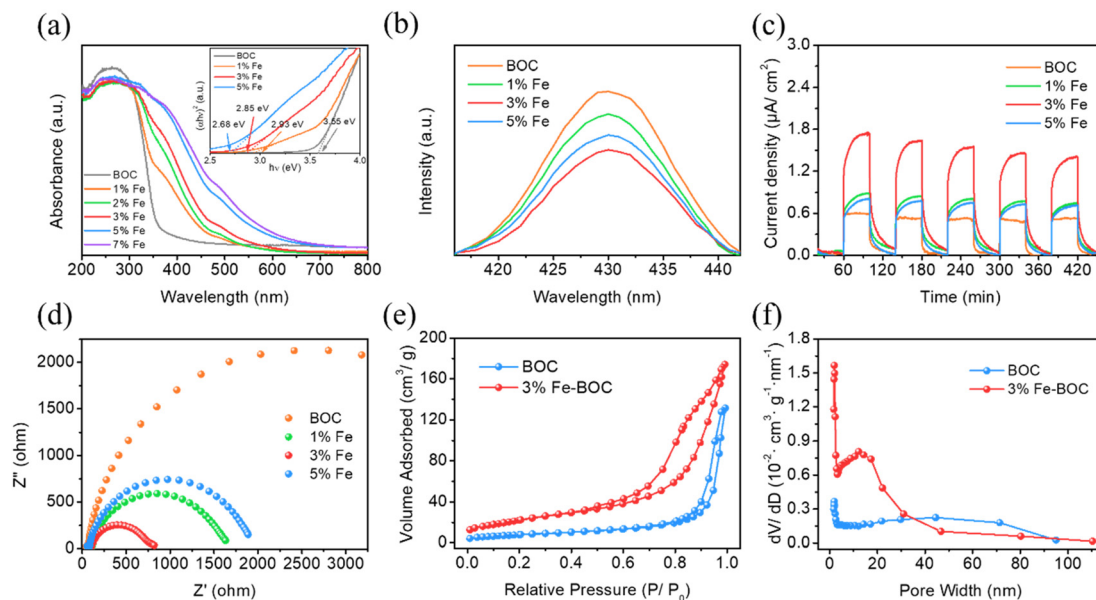 (a)
Absorbance (a.u.)
BOC
1% Fe
2% Fe
3% Fe
5% Fe
7% Fe
200 300 400 500 600 700 800
Wavelength (nm)
(αhν)²
(a.u.)
BOC
1% Fe
3% Fe
5% Fe
2.85 eV
2.68 eV
2.93 eV
3.55 eV
2.5 3.0 3.5 4.0
hν (eV)
(b)
Intensity (a.u.)
BOC
1% Fe
3% Fe
5% Fe
420 425 430 435 440
Wavelength (nm)
(c)
Current density (μA/ cm²)
3.0
2.4
1.8
1.2
0.6
0.0
BOC
1% Fe
3% Fe
5% Fe
60 120 180 240 300 360 420
Time (min)
(d)
Z'' (ohm)
2000
1500
1000
500
0
BOC
1% Fe
3% Fe
5% Fe
0 500 1000 1500 2000 2500 3000
Z' (ohm)
(e)
Volume Adsorbed (cm³/ g)
200
160
120
80
40
0
BOC
3% Fe-BOC
0.0 0.2 0.4 0.6 0.8 1.0
Relative Pressure (P/ P₀)
(f)
dV/ dD (10⁻²· cm³· g⁻¹·nm⁻¹)
1.8
1.5
1.2
0.9
0.6
0.3
0.0
BOC
3% Fe-BOC
0 20 40 60 80 100
Pore Width (nm)